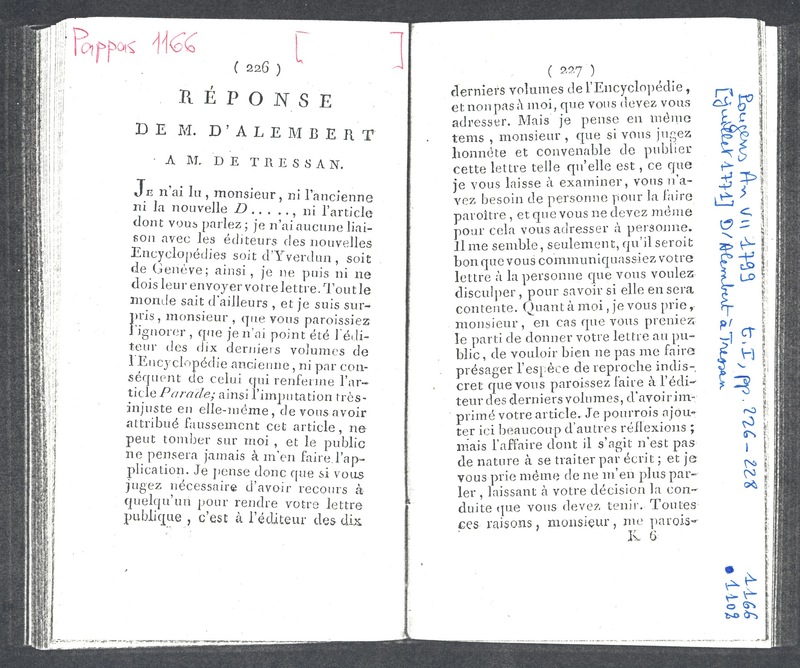 Pappas 1166 [ ]
( 226 )
RÉPONSE
DE M. D'ALEMBERT
A M. DE TRESSAN.
JE n'ai lu, monsieur, ni l'ancienne
ni la nouvelle D....., ni l'article
dont vous parlez; je n'ai aucune liai-
son avec les éditeurs des nouvelles
Encyclopédies soit d'Yverdun, soit
de Genève; ainsi, je ne puis ni ne
dois leur envoyer votre lettre. Tout le
monde sait d'ailleurs, et je suis sur-
pris, monsieur, que vous paroissiez
l'ignorer, que je n'ai point été l'édi-
teur des dix derniers volumes de
l'Encyclopédie ancienne, ni par con-
séquent de celui qui renferme l'ar-
ticle Parade; ainsi l'imputation très-
injuste en elle-même, de vous avoir
attribué faussement cet article, ne
peut tomber sur moi, et le public
ne pensera jamais à m'en faire l'ap-
plication. Je pense donc que si vous
jugez nécessaire d'avoir recours à
quelqu'un pour rendre votre lettre
publique, c'est à l'éditeur des dix
( 227 )
derniers volumes de l'Encyclopédie,
et non pas à moi, que vous devez vous
adresser. Mais je pense en même
tems, monsieur, que si vous jugez
honnête et convenable de publier
cette lettre telle qu'elle est, ce que
je vous laisse à examiner, vous n'a-
vez besoin de personne pour la faire
paroître, et que vous ne devez même
pour cela vous adresser à personne.
Il me semble, seulement, qu'il seroit
bon que vous communiquassiez votre
lettre à la personne que vous voulez
disculper, pour savoir si elle en sera
contente. Quant à moi, je vous prie,
monsieur, en cas que vous preniez
le parti de donner votre lettre au pu-
blic, de vouloir bien ne pas me faire
présager l'espèce de reproche indis-
cret que vous paroissez faire à l'édi-
teur des derniers volumes, d'avoir im-
primé votre article. Je pourrois ajou-
ter ici beaucoup d'autres réflexions;
mais l'affaire dont il s'agit n'est pas
de nature à se traiter par écrit; et je
vous prie même de ne m'en plus par-
ler, laissant à votre décision la con-
duite que vous devez tenir. Toutes
ces raisons, monsieur, me parois-
K 6
Pougens An VII 1799 t.I, pp. 226-228
[juillet 1771] D'Alembert à Tressan
1166
• 1102